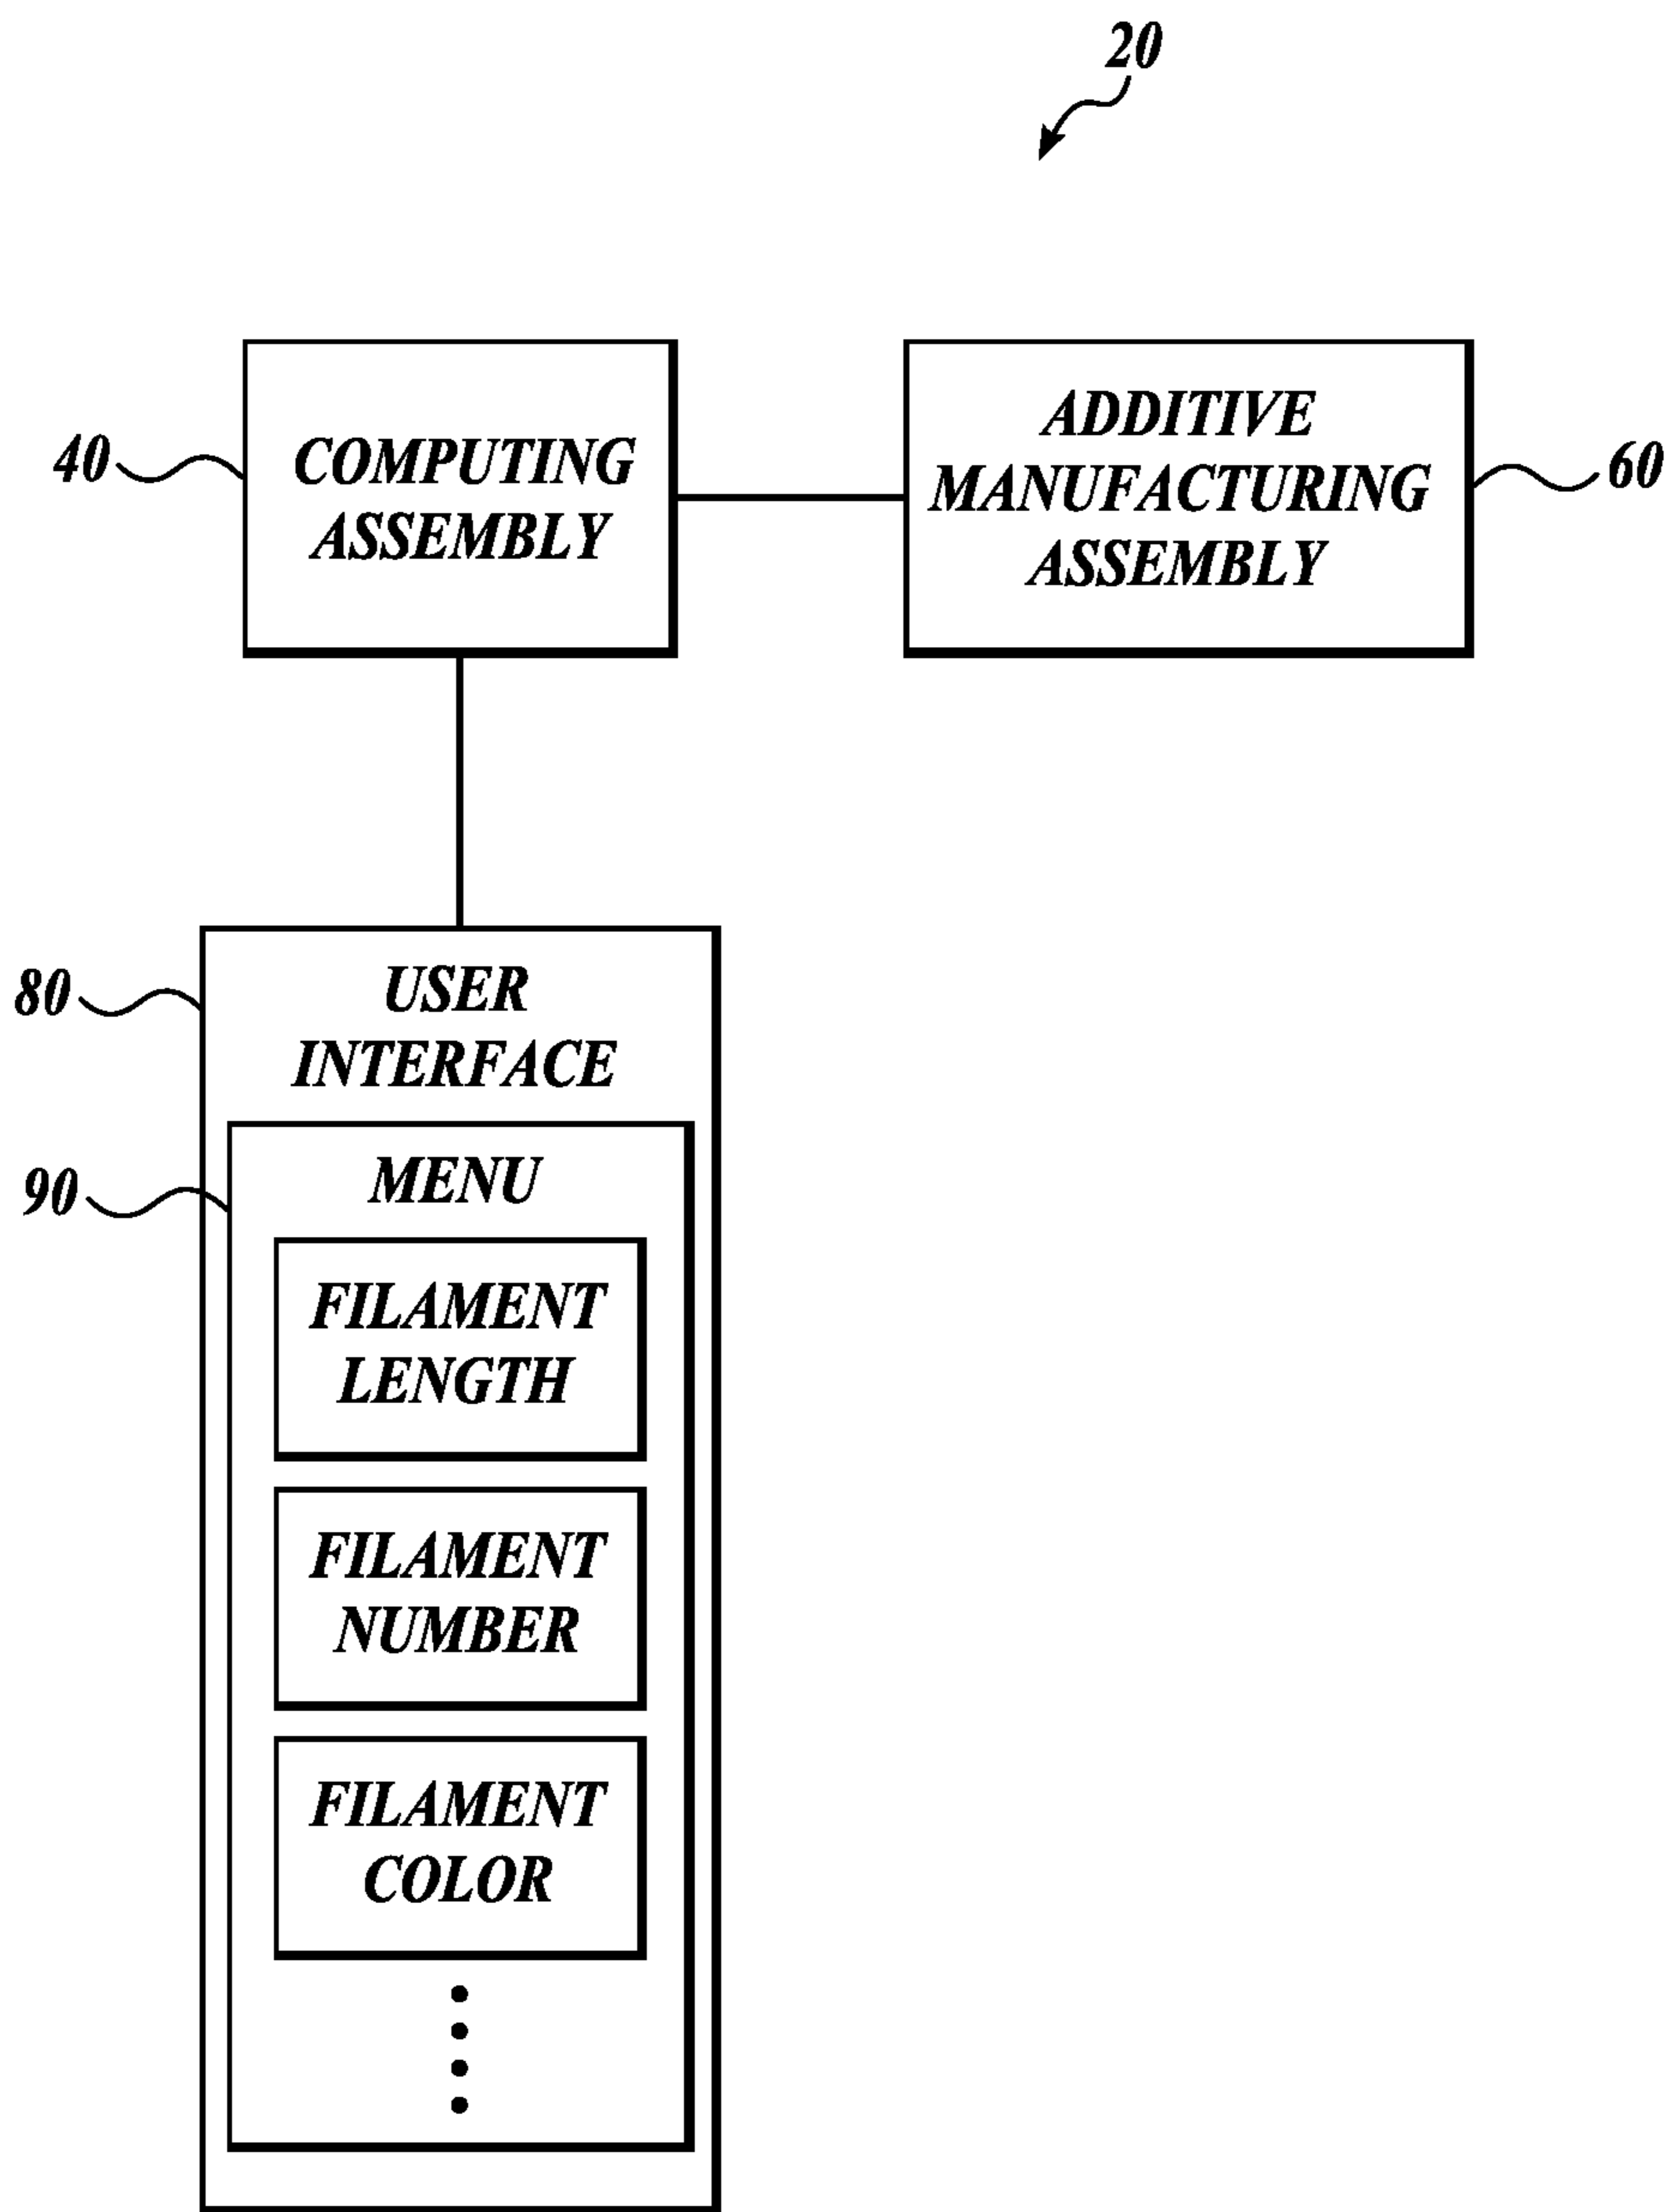 20
40
COMPUTING
ASSEMBLY
ADDITIVE
MANUFACTURING
ASSEMBLY
60
80
USER
INTERFACE
90
MENU
FILAMENT
LENGTH
FILAMENT
NUMBER
FILAMENT
COLOR